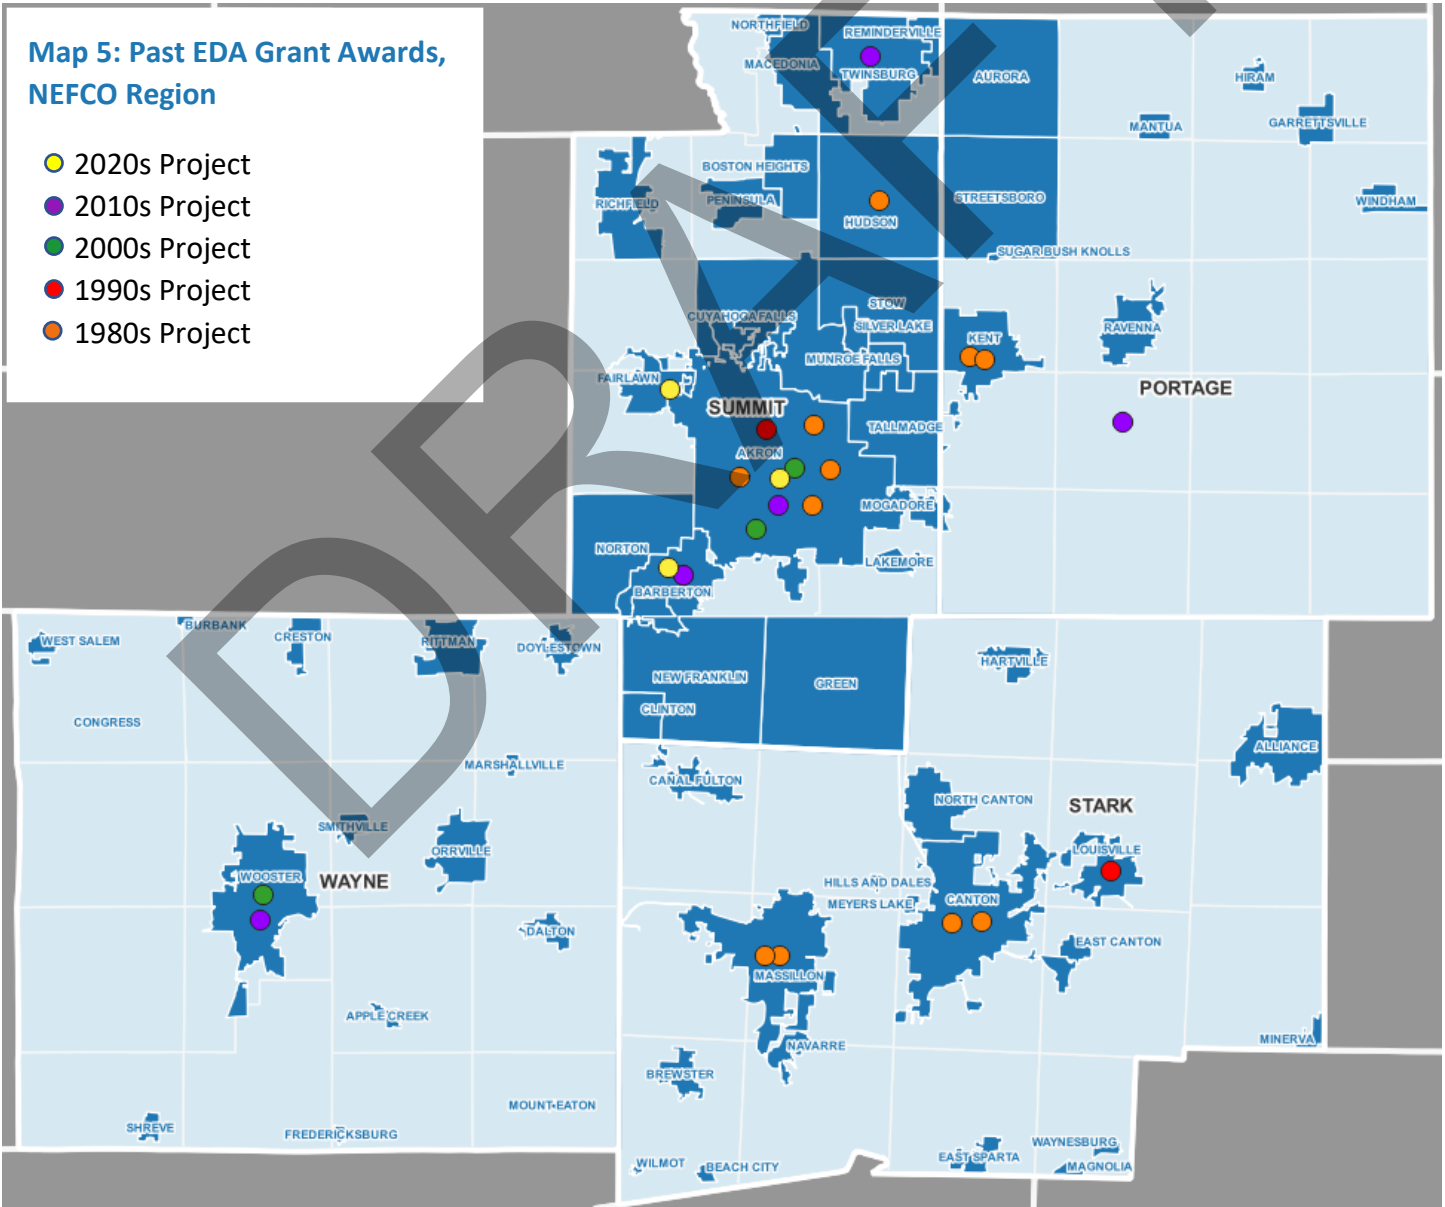 Map 5: Past EDA Grant Awards,
NEFCO Region
2020s Project
2010s Project
2000s Project
1990s Project
1980s Project
NORTHFIELD
REMINDERVILLE
MACEDONIA
TWINSBURG
AURORA
HIRAM
MANTUA
GARRETTSVILLE
BOSTON HEIGHTS
RICHFIELD
PENINSULA
HUDSON
STREETSBORO
WINDHAM
SUGAR BUSH KNOLLS
CUYAHOGA FALLS
STOW
SILVER LAKE
MUNROE FALLS
KENT
RAVENNA
FAIRLAWN
SUMMIT
PORTAGE
TALLMADGE
AKRON
MOGADORE
NORTON
LAKEMORE
BARBERTON
DRAFT
WEST SALEM
BURBANK
CRESTON
RITTMAN
DOYLESTOWN
HARTVILLE
NEW FRANKLIN
GREEN
CLINTON
CONGRESS
ALLIANCE
MARSHALLVILLE
CANAL FULTON
NORTH CANTON
STARK
SMITHVILLE
ORRVILLE
LOUISVILLE
WOOSTER
WAYNE
HILLS AND DALES
MEYERS LAKE
CANTON
DALTON
EAST CANTON
MASSILLON
APPLE CREEK
NAVARRE
MINERVA
BREWSTER
MOUNT EATON
SHREVE
FREDERICKSBURG
WILMOT
BEACH CITY
EAST SPARTA
WAYNESBURG
MAGNOLIA